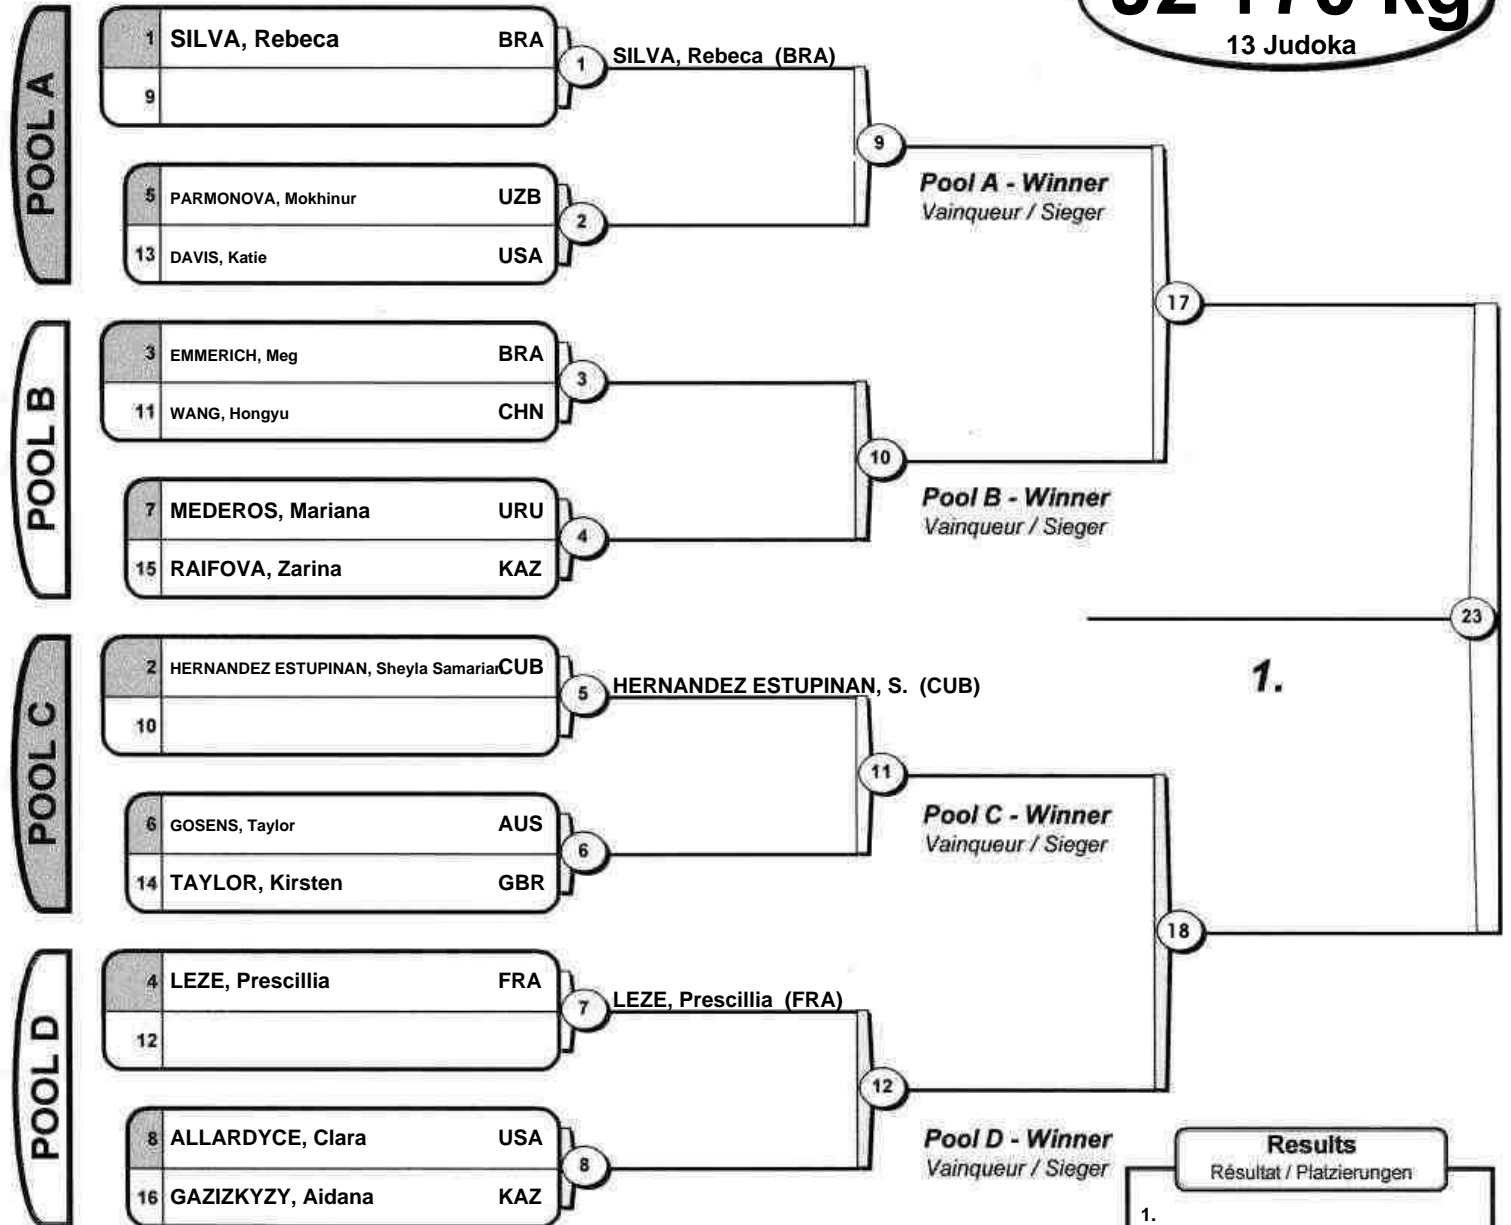 13 Judoka
POOL A
1 SILVA, Rebeca BRA
9
1
SILVA, Rebeca (BRA)
5 PARMONOVA, Mokhinur UZB
13 DAVIS, Katie USA
2
9
Pool A - Winner
Vainqueur / Sieger
POOL B
3 EMMERICH, Meg BRA
11 WANG, Hongyu CHN
3
7 MEDEROS, Mariana URU
15 RAIFOVA, Zarina KAZ
4
10
Pool B - Winner
Vainqueur / Sieger
17
POOL C
2 HERNANDEZ ESTUPINAN, Sheyla Samarian CUB
10
5
HERNANDEZ ESTUPINAN, S. (CUB)
6 GOSENS, Taylor AUS
14 TAYLOR, Kirsten GBR
6
11
Pool C - Winner
Vainqueur / Sieger
23
1.
POOL D
4 LEZE, Prescillia FRA
12
7
LEZE, Prescillia (FRA)
8 ALLARDYCE, Clara USA
16 GAZIZKYZY, Aidana KAZ
8
12
Pool D - Winner
Vainqueur / Sieger
18
Results
Résultat / Platzierungen
1.